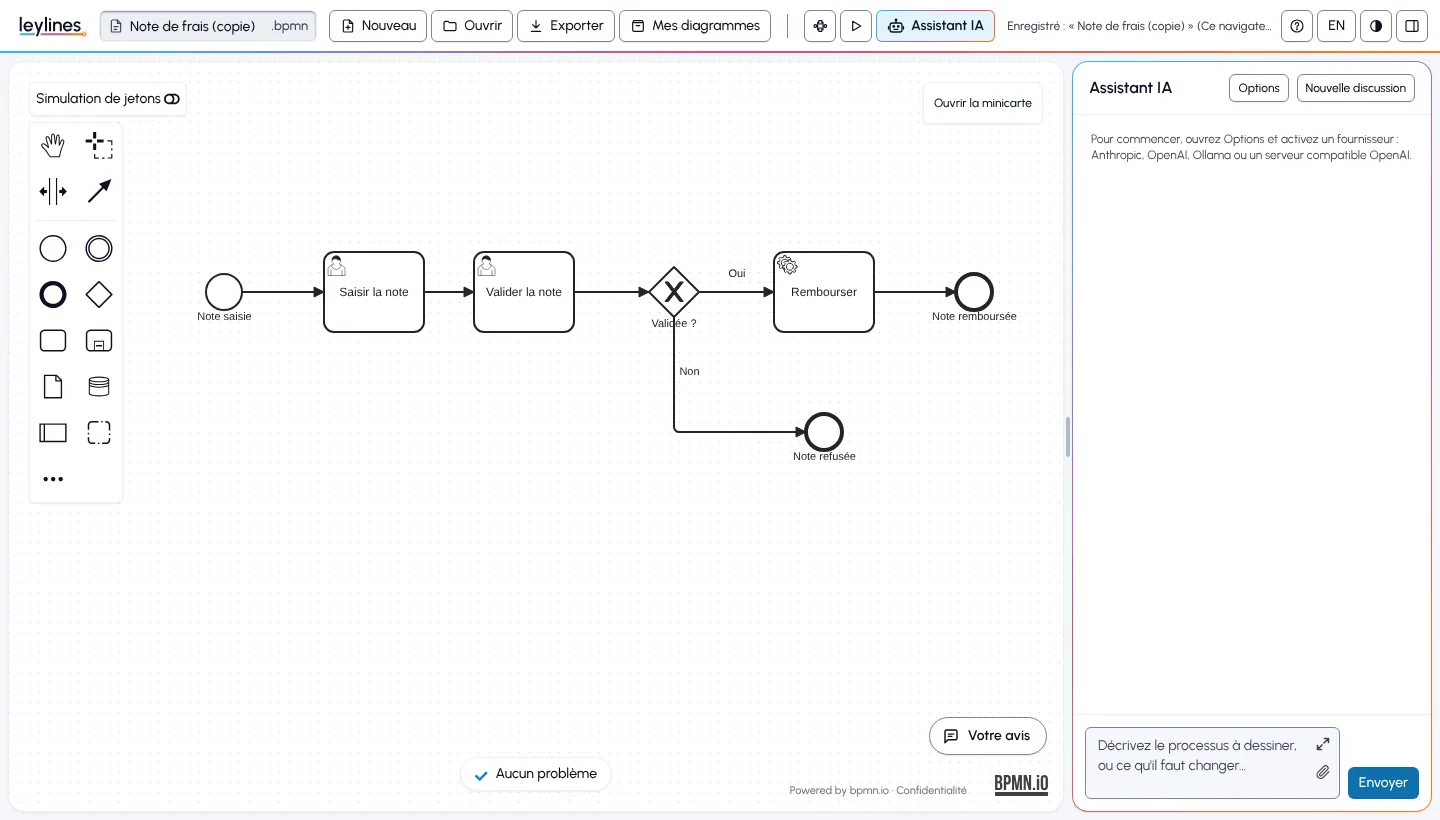 leylines
Note de frais (copie) .bpmn
Nouveau
Ouvrir
Exporter
Mes diagrammes
Assistant IA
Enregistré : « Note de frais (copie) » (Ce navigate...
EN
Simulation de jetons
Ouvrir la minicarte
Assistant IA
Options
Nouvelle discussion
Pour commencer, ouvrez Options et activez un fournisseur :
Anthropic, OpenAI, Ollama ou un serveur compatible OpenAI.
Note saisie
Saisir la note
Valider la note
Validée ?
Oui
Non
Rembourser
Note remboursée
Note refusée
Votre avis
Aucun problème
Powered by bpmn.io · Confidentialité
BPMN.iO
Décrivez le processus à dessiner,
ou ce qu'il faut changer...
Envoyer